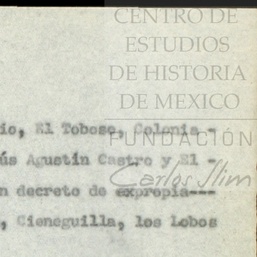 CENTRO DE
ESTUDIOS
DE HISTORIA
DE MEXICO
FUNDACIÓN
Carlos Slim
io, El Toboso, Colonia -
ús Agustín Castro y El -
n decreto de expropia---
, Cieneguilla, los Lobos